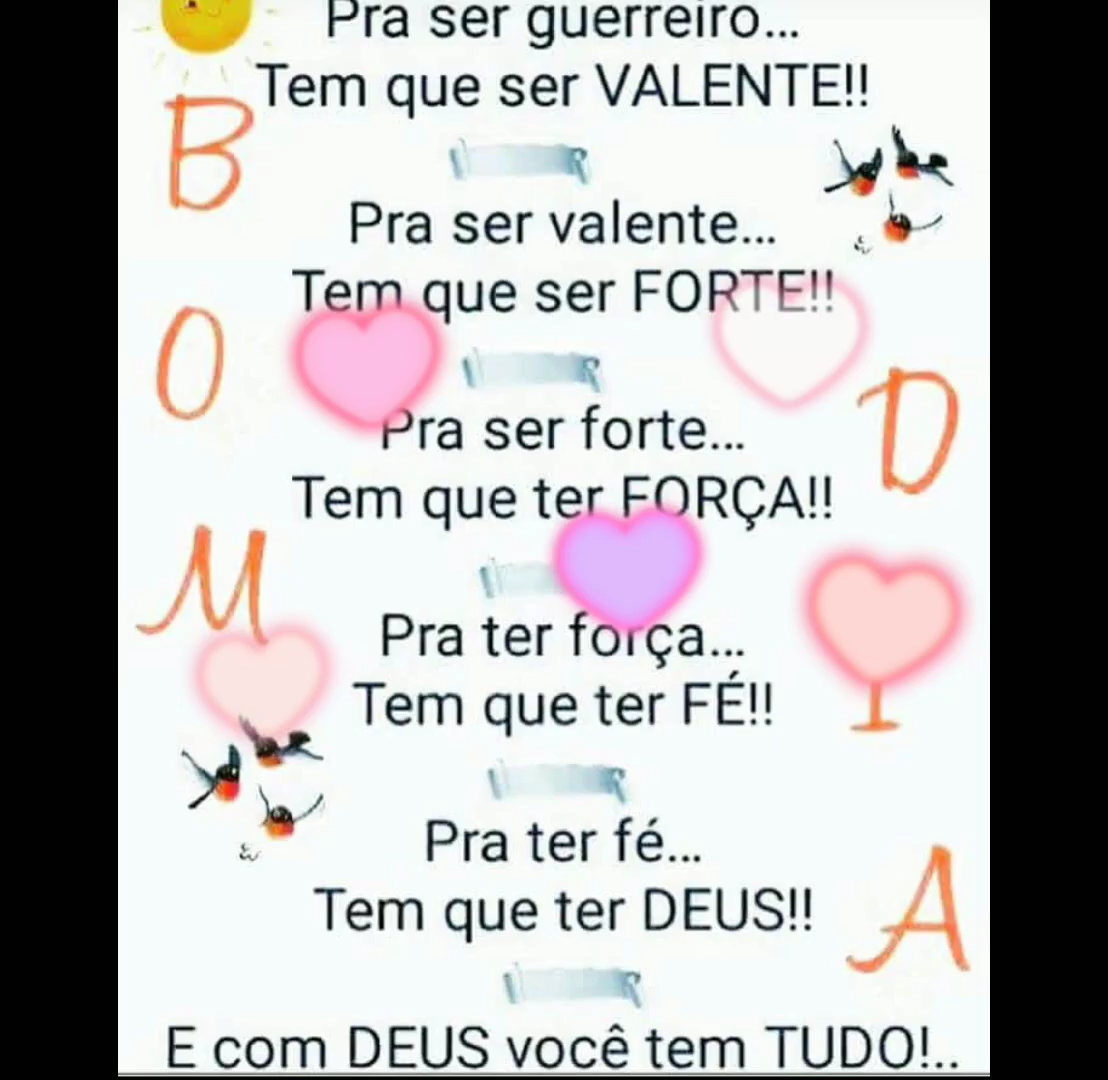 Pra ser guerreiro...
Tem que ser VALENTE!!
Pra ser valente...
Tem que ser FORTE!!
Pra ser forte...
Tem que ter FORÇA!!
Pra ter força...
Tem que ter FÉ!!
Pra ter fé...
Tem que ter DEUS!!
E com DEUS você tem TUDO!..
BOM
DIA